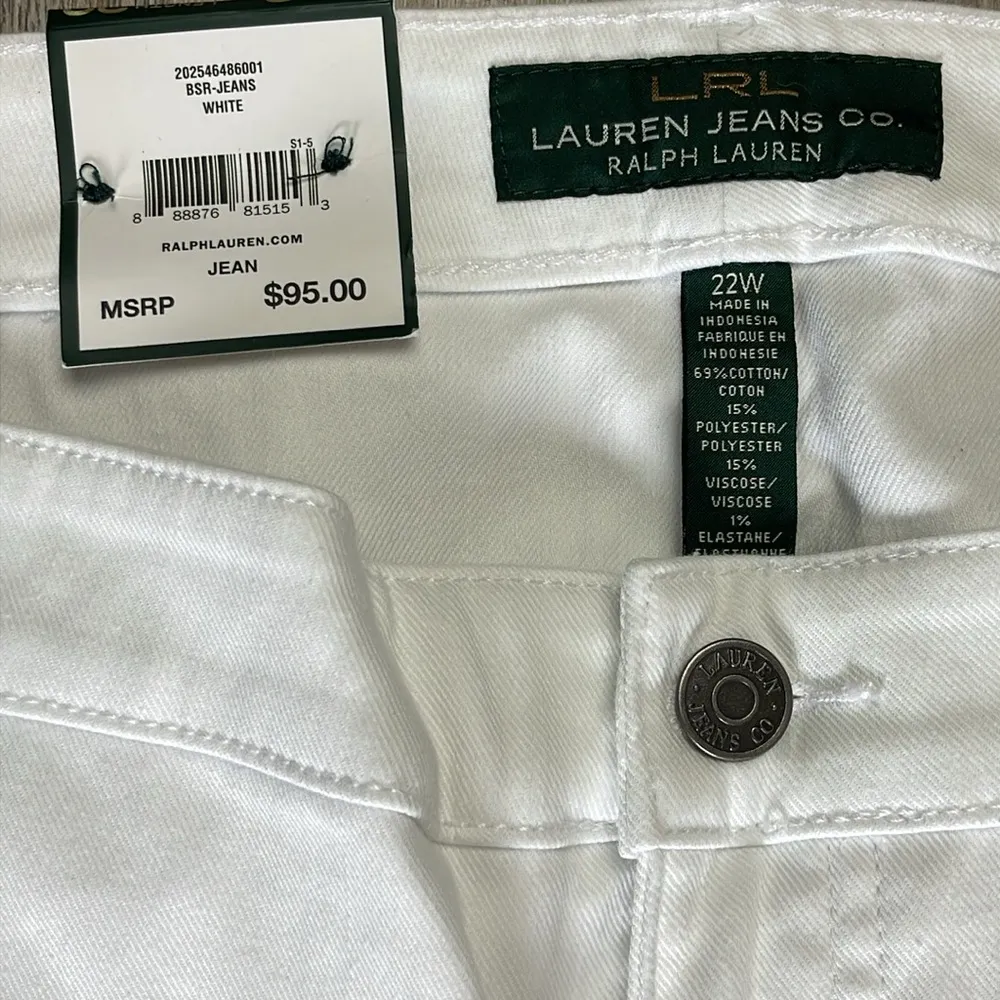 202546486001
BSR-JEANS
WHITE
S1-5
8 88876 81515 3
RALPHLAUREN.COM
JEAN
MSRP $95.00
LRL
LAUREN JEANS CO.
RALPH LAUREN
22W
MADE IN
INDONESIA
FABRIQUE EN
INDONESIE
69%COTTON/
COTON
15%
POLYESTER/
POLYESTER
15%
VISCOSE/
VISCOSE
1%
ELASTANE/
ELASTHANNE
LAUREN
JEANS CO